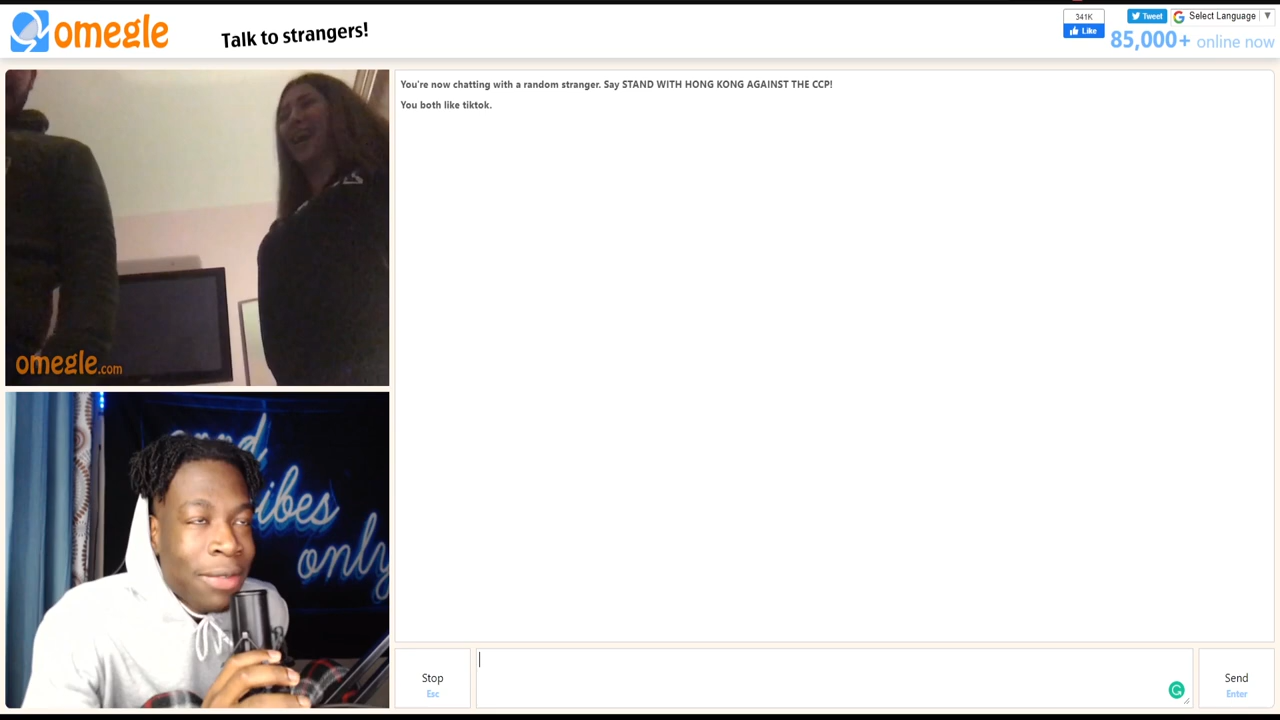 omegle
Talk to strangers!
341K
Like
Tweet
Select Language
85,000+ online now
You're now chatting with a random stranger. Say STAND WITH HONG KONG AGAINST THE CCP!
You both like tiktok.
omegle.com
good
vibes
only
Stop
Esc
Send
Enter